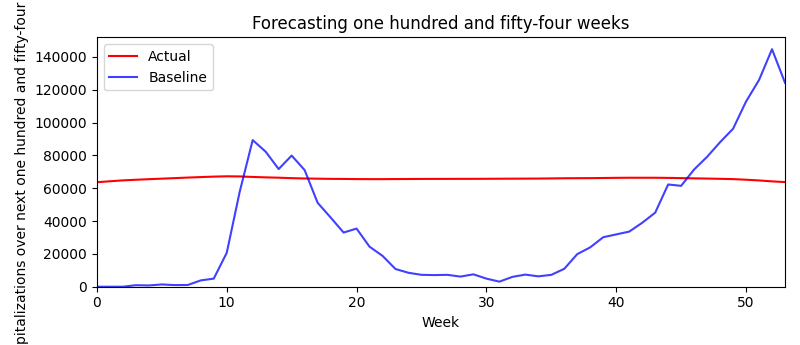 Forecasting one hundred and fifty-four weeks
pitalizations over next one hundred and fifty-four
140000
120000
100000
80000
60000
40000
20000
0
Actual
Baseline
0 10 20 30 40 50
Week